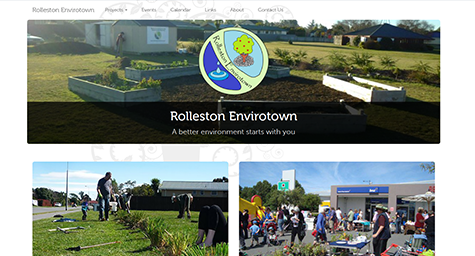 Rolleston Envirotown Projects Events Calendar Links About Contact Us
Rolleston Envirotown
Rolleston Envirotown
A better environment starts with you